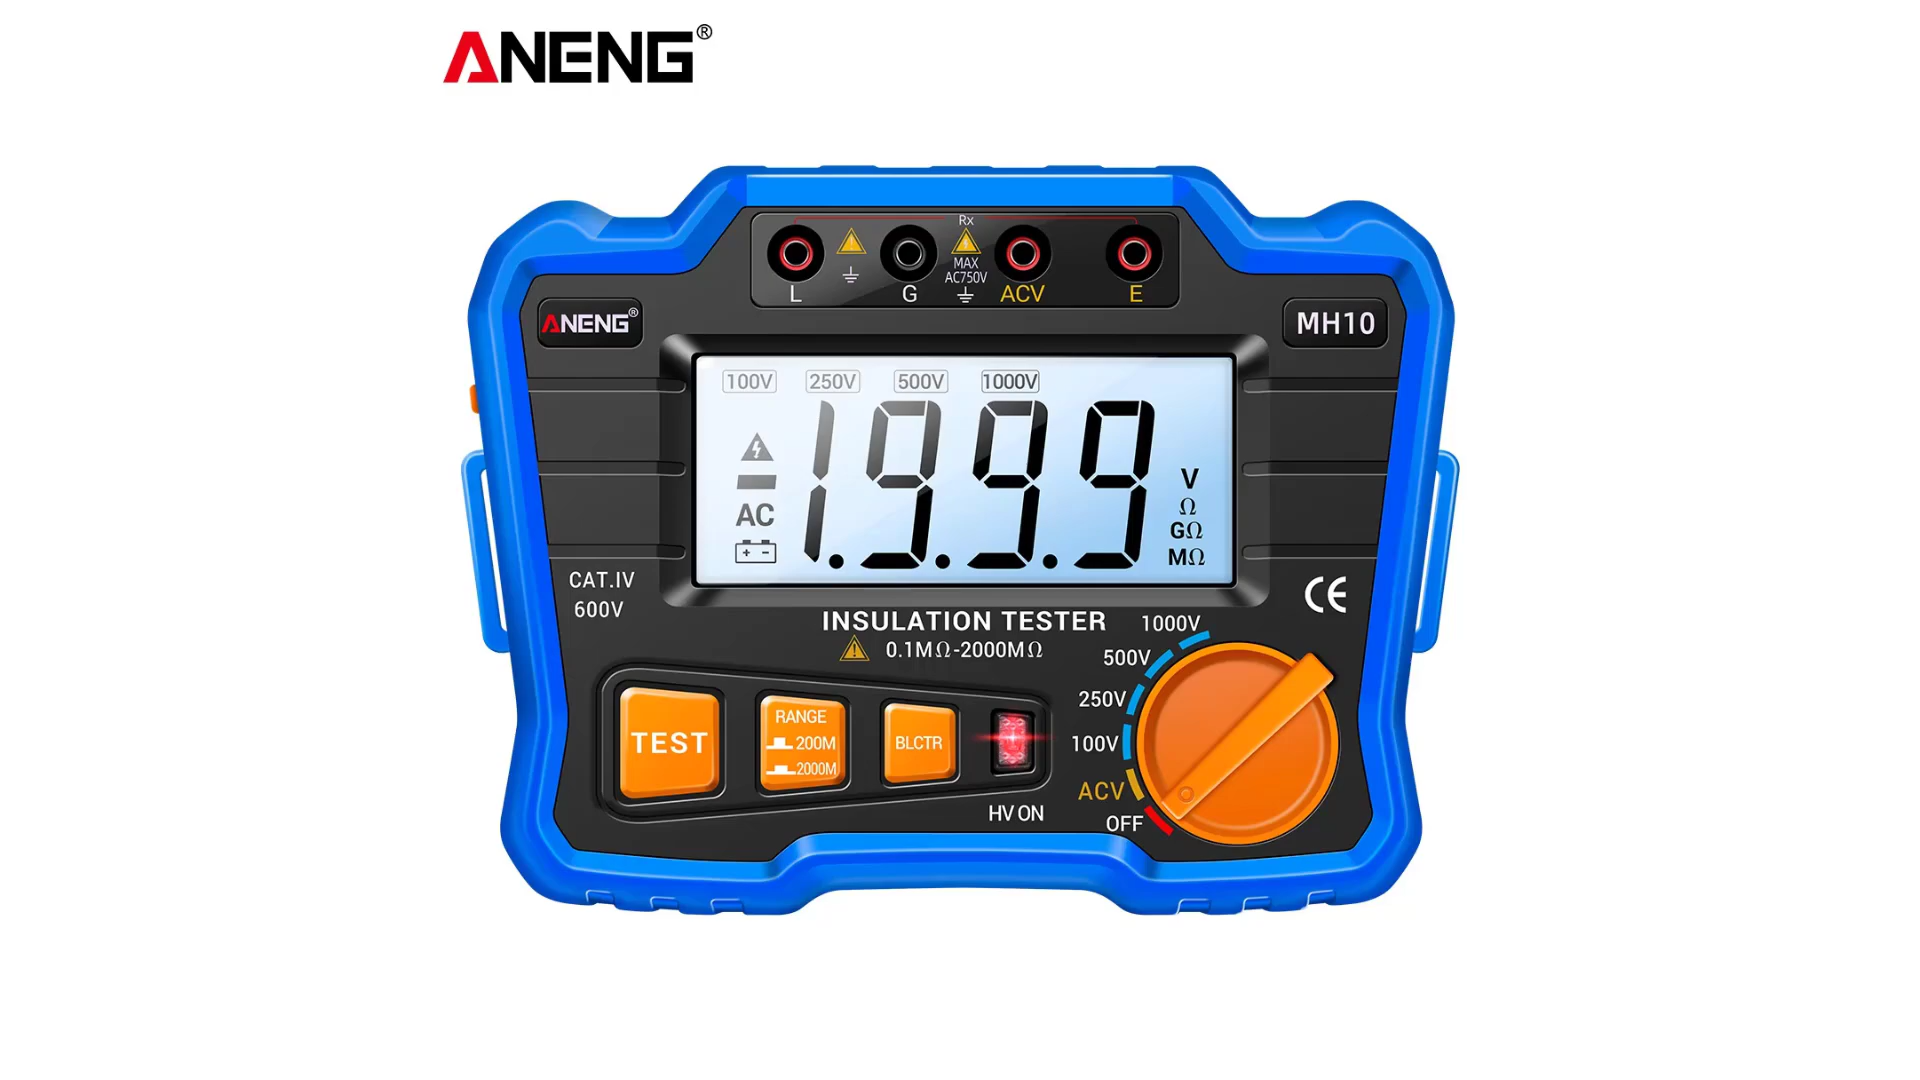 ANENG®
Rx
MAX
AC750V
L G ACV E
ANENG®
MH10
100V 250V 500V 1000V
1.9.9.9
V
Ω
GΩ
MΩ
AC
+ -
CAT.IV
600V
CE
INSULATION TESTER
0.1MΩ-2000MΩ
1000V
500V
250V
100V
ACV
OFF
TEST
RANGE
200M
2000M
BLCTR
HV ON